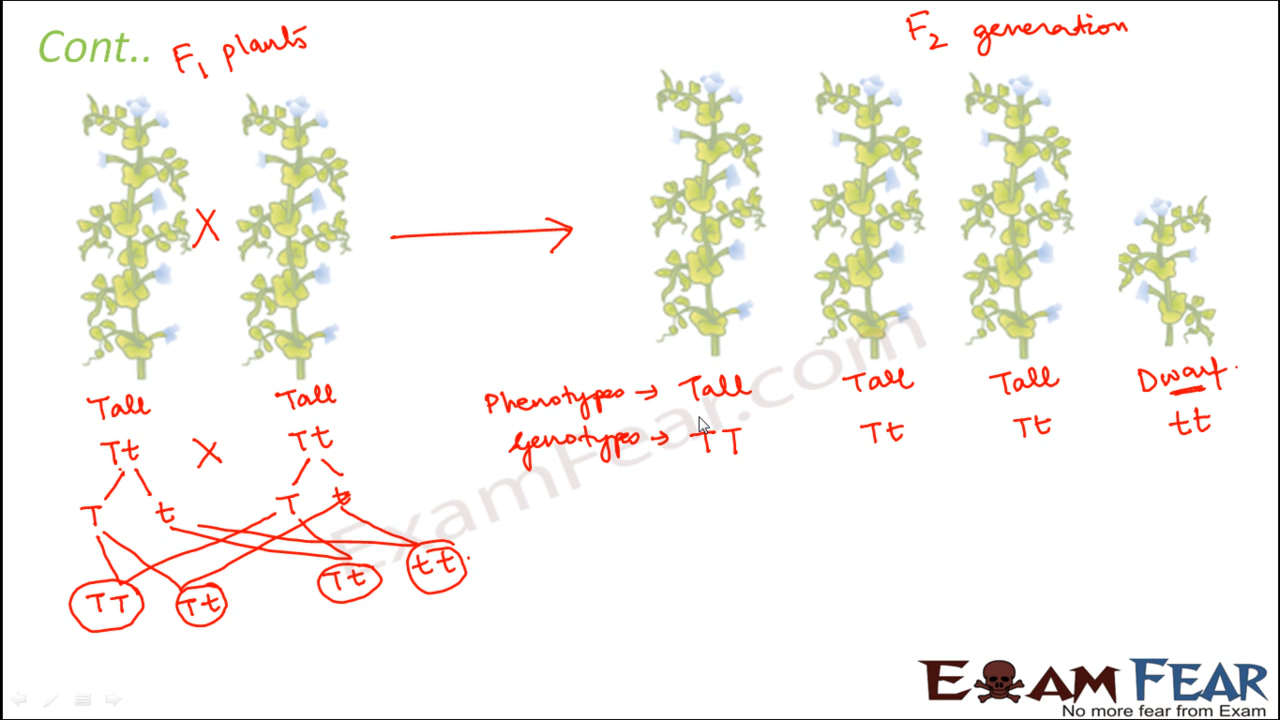 Cont..
F1 plants
F2 generation
X
Tall
Tall
Phenotypes → Tall
Tall
Tall
Dwarf.
Tt X Tt
Genotypes → TT
Tt
Tt
tt
T t T t
TT Tt Tt tt.
ExamFear.com
EXAM FEAR
No more fear from Exam